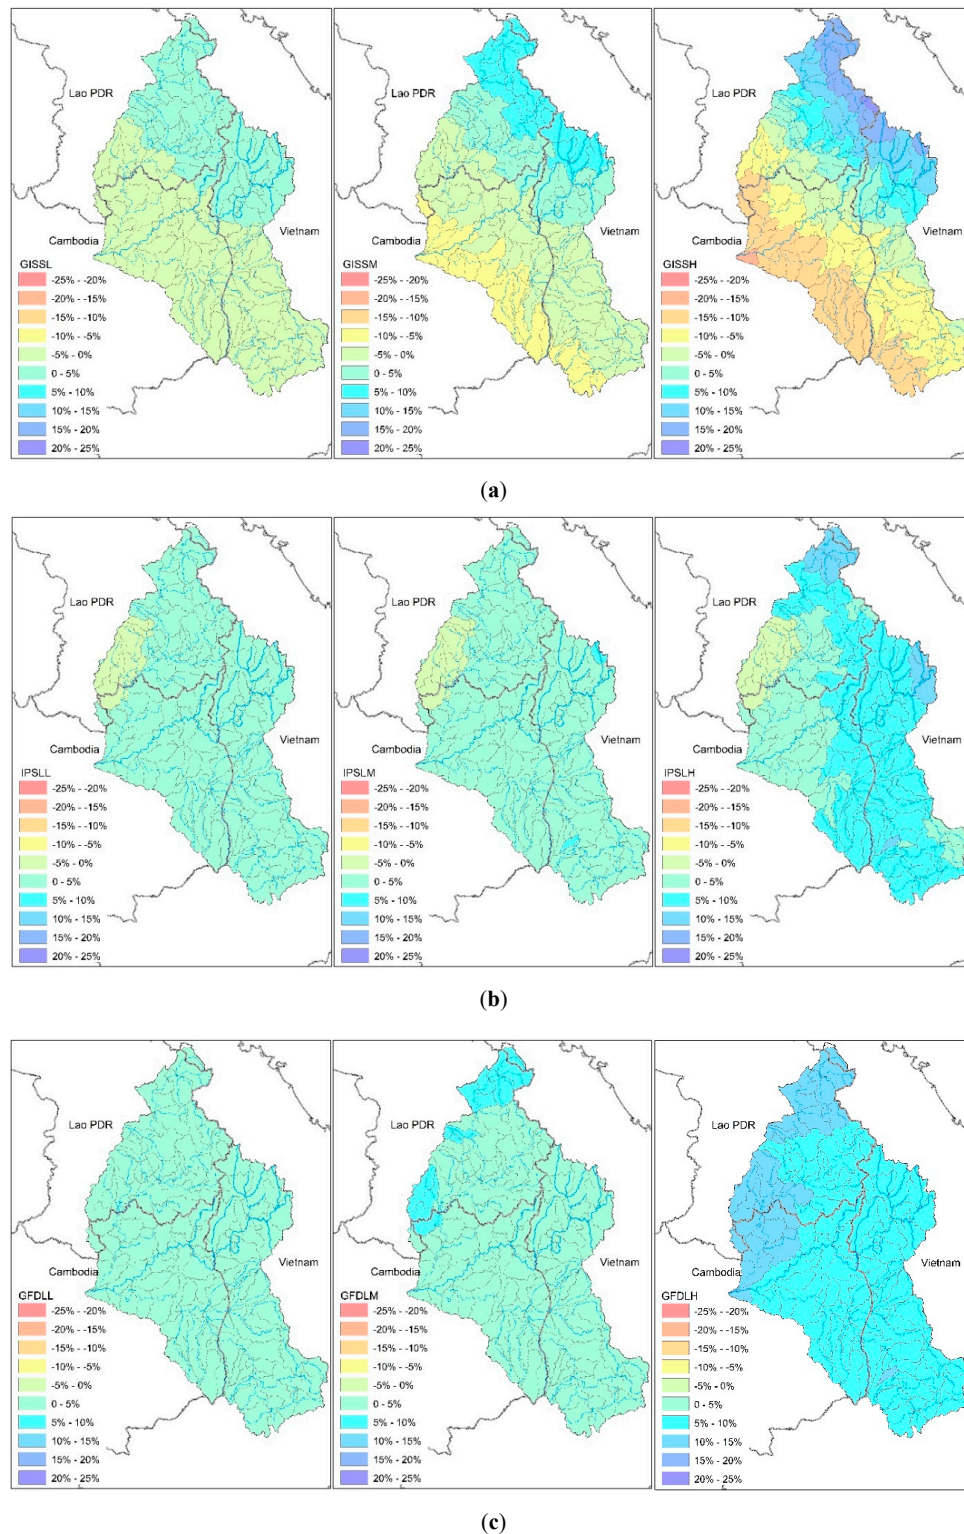 Lao PDR
Cambodia
Vietnam
GISSL
-25% - -20%
-20% - -15%
-15% - -10%
-10% - -5%
-5% - 0%
0 - 5%
5% - 10%
10% - 15%
15% - 20%
20% - 25%
Lao PDR
Cambodia
Vietnam
GISSM
-25% - -20%
-20% - -15%
-15% - -10%
-10% - -5%
-5% - 0%
0 - 5%
5% - 10%
10% - 15%
15% - 20%
20% - 25%
Lao PDR
Cambodia
Vietnam
GISSH
-25% - -20%
-20% - -15%
-15% - -10%
-10% - -5%
-5% - 0%
0 - 5%
5% - 10%
10% - 15%
15% - 20%
20% - 25%
(a)
Lao PDR
Cambodia
Vietnam
IPSLL
-25% - -20%
-20% - -15%
-15% - -10%
-10% - -5%
-5% - 0%
0 - 5%
5% - 10%
10% - 15%
15% - 20%
20% - 25%
Lao PDR
Cambodia
Vietnam
IPSLM
-25% - -20%
-20% - -15%
-15% - -10%
-10% - -5%
-5% - 0%
0 - 5%
5% - 10%
10% - 15%
15% - 20%
20% - 25%
Lao PDR
Cambodia
Vietnam
IPSLH
-25% - -20%
-20% - -15%
-15% - -10%
-10% - -5%
-5% - 0%
0 - 5%
5% - 10%
10% - 15%
15% - 20%
20% - 25%
(b)
Lao PDR
Vietnam
Cambodia
GFDLL
-25% - -20%
-20% - -15%
-15% - -10%
-10% - -5%
-5% - 0%
0 - 5%
5% - 10%
10% - 15%
15% - 20%
20% - 25%
Lao PDR
Vietnam
Cambodia
GFDLM
-25% - -20%
-20% - -15%
-15% - -10%
-10% - -5%
-5% - 0%
0 - 5%
5% - 10%
10% - 15%
15% - 20%
20% - 25%
Lao PDR
Vietnam
Cambodia
GFDLH
-25% - -20%
-20% - -15%
-15% - -10%
-10% - -5%
-5% - 0%
0 - 5%
5% - 10%
10% - 15%
15% - 20%
20% - 25%
(c)